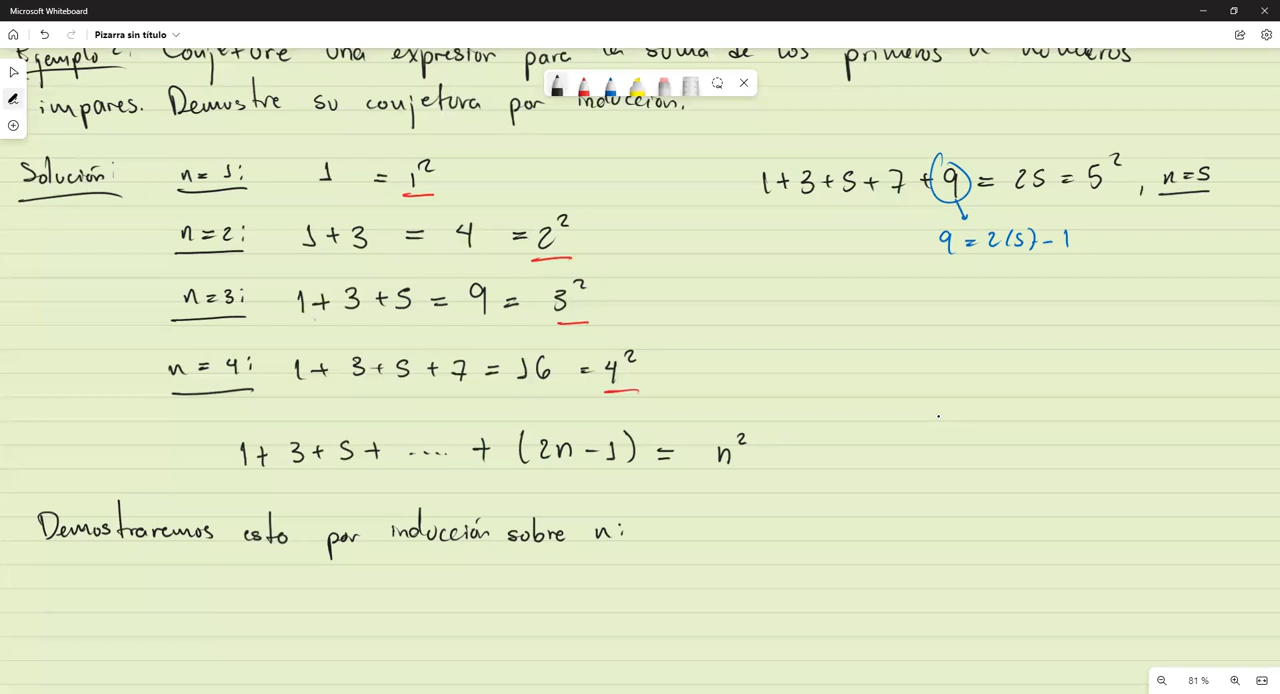 Microsoft Whiteboard
Pizarra sin título
Ejemplo 2: Conjeture una expresión para la suma de los primeros n números
impares. Demuestre su conjetura por inducción.
Solución: n=1: 1 = 1²
n=2: 1+3 = 4 = 2²
n=3: 1+3+5 = 9 = 3²
n=4: 1+3+5+7 = 16 = 4²
1+3+5+ .... + (2n-1) = n²
Demostraremos esto por inducción sobre n:
1+3+5+7+9 = 25 = 5², n=5
9 = 2(5)-1
81 %